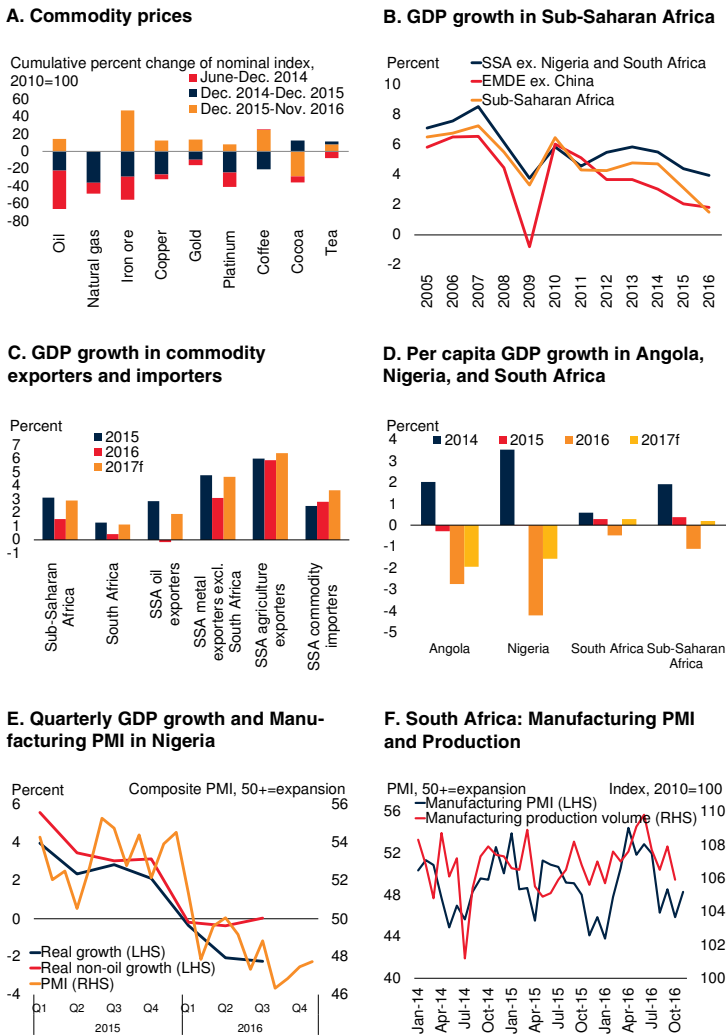 A. Commodity prices
Cumulative percent change of nominal index,
2010=100
June-Dec. 2014
Dec. 2014-Dec. 2015
Dec. 2015-Nov. 2016
60
40
20
0
-20
-40
-60
-80
Oil
Natural gas
Iron ore
Copper
Gold
Platinum
Coffee
Cocoa
Tea
B. GDP growth in Sub-Saharan Africa
Percent
SSA ex. Nigeria and South Africa
EMDE ex. China
Sub-Saharan Africa
10
8
6
4
2
0
-2
2005
2006
2007
2008
2009
2010
2011
2012
2013
2014
2015
2016
C. GDP growth in commodity
exporters and importers
Percent
2015
2016
2017f
7
6
5
4
3
2
1
0
-1
Sub-Saharan
Africa
South Africa
SSA oil
exporters
SSA metal
exporters excl.
South Africa
SSA agriculture
exporters
SSA commodity
importers
D. Per capita GDP growth in Angola,
Nigeria, and South Africa
Percent
2014
2015
2016
2017f
4
3
2
1
0
-1
-2
-3
-4
-5
Angola
Nigeria
South Africa
Sub-Saharan
Africa
E. Quarterly GDP growth and Manu-
facturing PMI in Nigeria
Percent
Composite PMI, 50+=expansion
6
4
2
0
-2
-4
56
54
52
50
48
46
Real growth (LHS)
Real non-oil growth (LHS)
PMI (RHS)
Q1
Q2
Q3
Q4
Q1
Q2
Q3
Q4
2015
2016
F. South Africa: Manufacturing PMI
and Production
PMI, 50+=expansion
Index, 2010=100
Manufacturing PMI (LHS)
Manufacturing production volume (RHS)
56
52
48
44
40
110
108
106
104
102
100
Jan-14
Apr-14
Jul-14
Oct-14
Jan-15
Apr-15
Jul-15
Oct-15
Jan-16
Apr-16
Jul-16
Oct-16